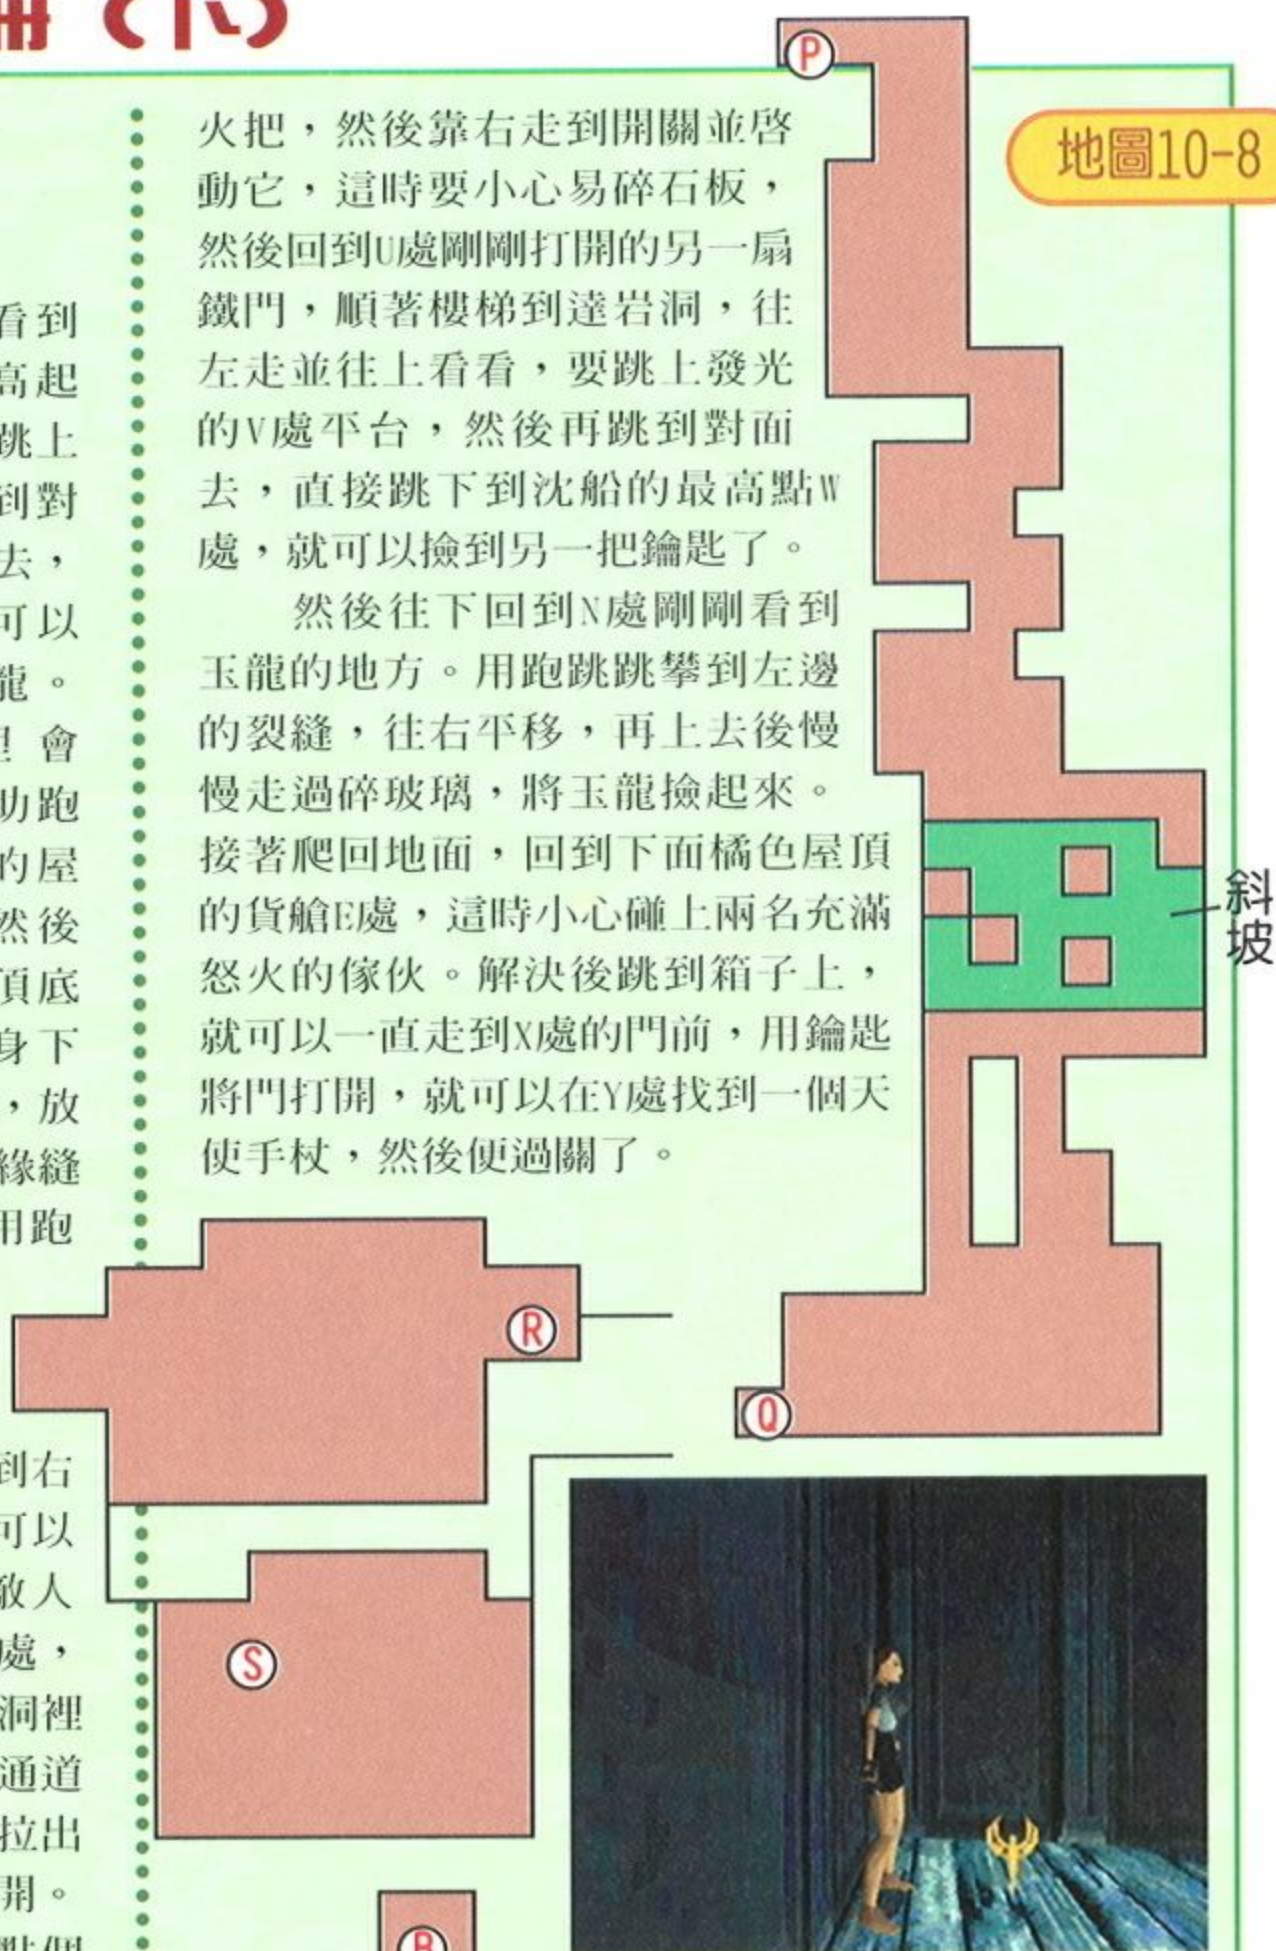 冊（下）
看到
高起
跳上
到對
去，
可以
龍。
里會
助跑
的屋
然後
頂底
身下
，放
緣縫
用跑
到右
可以
敵人
處，
洞裡
通道
拉出
開。
點個
火把，然後靠右走到開關並啓
動它，這時要小心易碎石板，
然後回到U處剛剛打開的另一扇
鐵門，順著樓梯到達岩洞，往
左走並往上看看，要跳上發光
的V處平台，然後再跳到對面
去，直接跳下到沈船的最高點W
處，就可以撿到另一把鑰匙了。
然後往下回到N處剛剛看到
玉龍的地方。用跑跳跳攀到左邊
的裂縫，往右平移，再上去後慢
慢走過碎玻璃，將玉龍撿起來。
接著爬回地面，回到下面橘色屋頂
的貨艙E處，這時小心碰上兩名充滿
怒火的傢伙。解決後跳到箱子上，
就可以一直走到X處的門前，用鑰匙
將門打開，就可以在Y處找到一個天
使手杖，然後便過關了。
地圖10-8
P
斜坡
Q
R
S